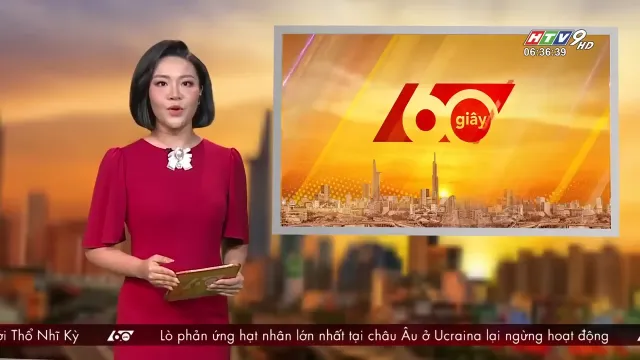 HTV9 HD
06:36:39
60 giây
ời Thổ Nhĩ Kỳ 60 Lò phản ứng hạt nhân lớn nhất tại châu Âu ở Ucraina lại ngừng hoạt động